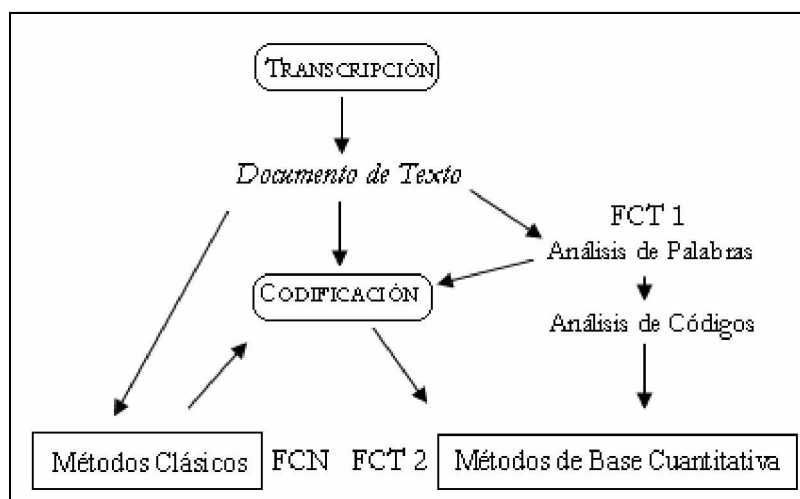 TRANSCRIPCIÓN
Documento de Texto
FCT 1
Análisis de Palabras
CODIFICACIÓN
Análisis de Códigos
Métodos Clásicos FCN FCT 2 Métodos de Base Cuantitativa